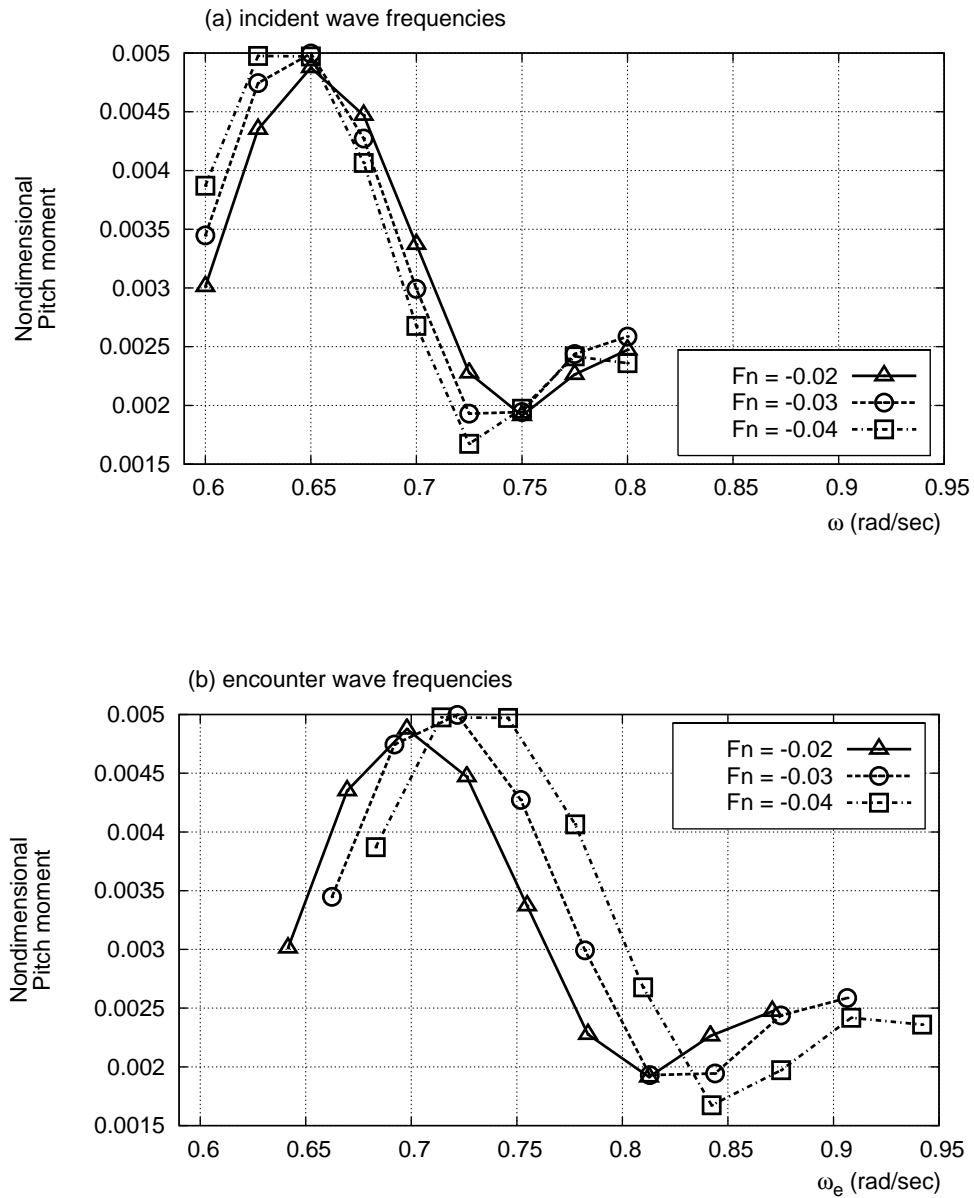 (a) incident wave frequencies
0.005
0.0045
0.004
0.0035
0.003
0.0025
0.002
0.0015
Nondimensional
Pitch moment
Fn = -0.02
Fn = -0.03
Fn = -0.04
0.6 0.65 0.7 0.75 0.8 0.85 0.9 0.95
ω (rad/sec)
(b) encounter wave frequencies
0.005
0.0045
0.004
0.0035
0.003
0.0025
0.002
0.0015
Nondimensional
Pitch moment
Fn = -0.02
Fn = -0.03
Fn = -0.04
0.6 0.65 0.7 0.75 0.8 0.85 0.9 0.95
ωe (rad/sec)